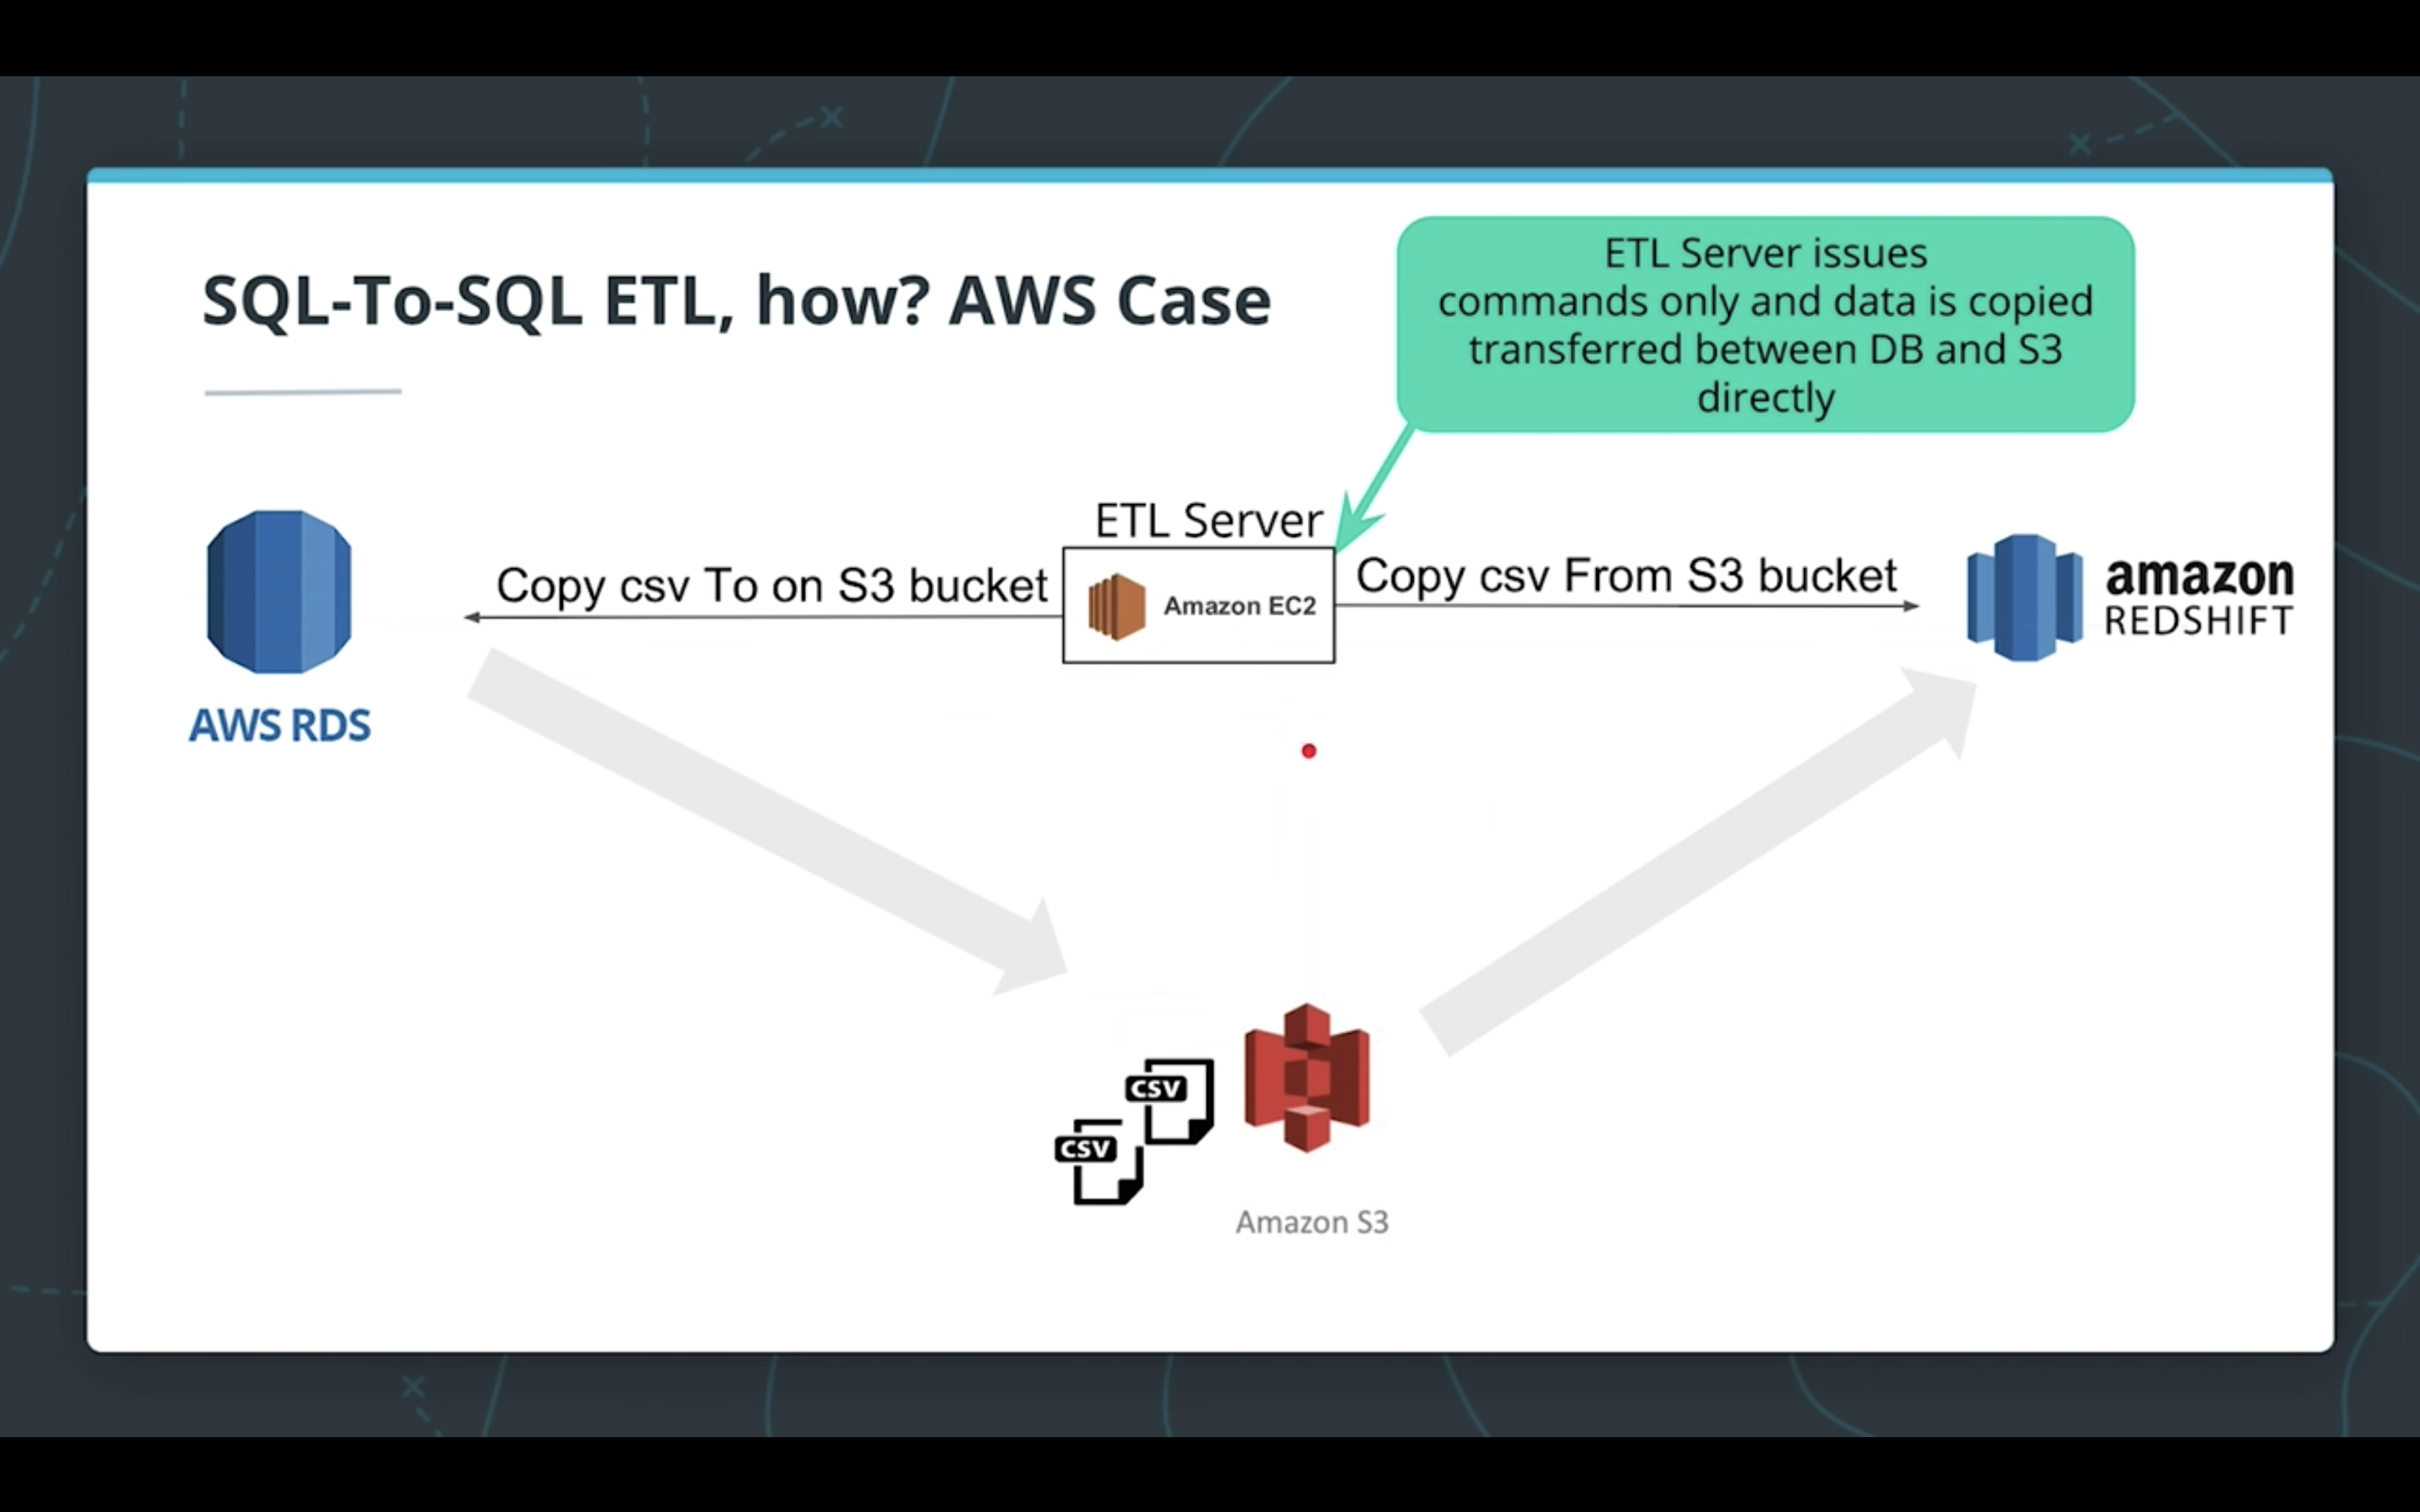 SQL-To-SQL ETL, how? AWS Case
ETL Server issues
commands only and data is copied
transferred between DB and S3
directly
ETL Server
Copy csv To on S3 bucket
Amazon EC2
Copy csv From S3 bucket
amazon
REDSHIFT
AWS RDS
CSV
CSV
Amazon S3